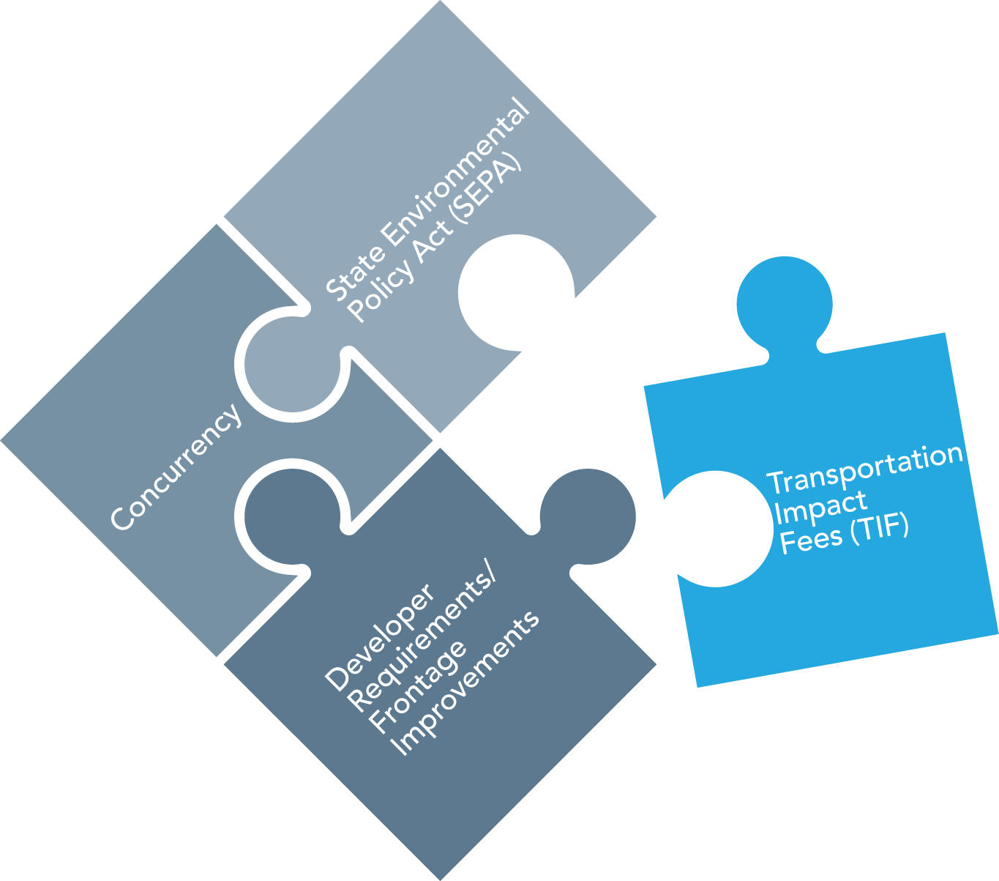 State Environmental
Policy Act (SEPA)
Concurrency
Developer
Requirements/
Frontage
Improvements
Transportation
Impact
Fees (TIF)